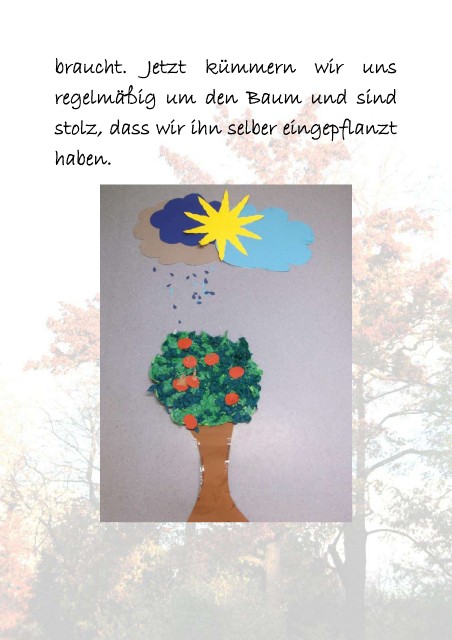 braucht. Jetzt kümmern wir uns
regelmäßig um den Baum und sind
stolz, dass wir ihn selber eingepflanzt
haben.